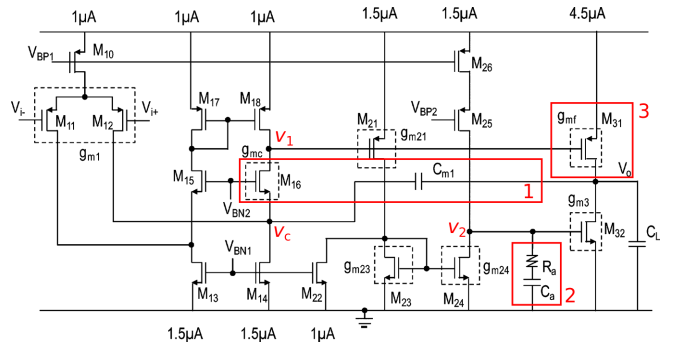 1μA 1μA 1μA 1.5μA 1.5μA 4.5μA
VBP1 M10 M26
M17 M18 M21 VBP2 M25 3
Vi- M11 M12 Vi+ v1 gm21 gmf M31
gm1 gmc
M15 M16 Cm1 Vo
VBN2 1 gm3
vc v2 M32 CL
VBN1 gm23 gm24 Ra
M13 M14 M22 M23 M24 Ca 2
1.5μA 1.5μA 1μA